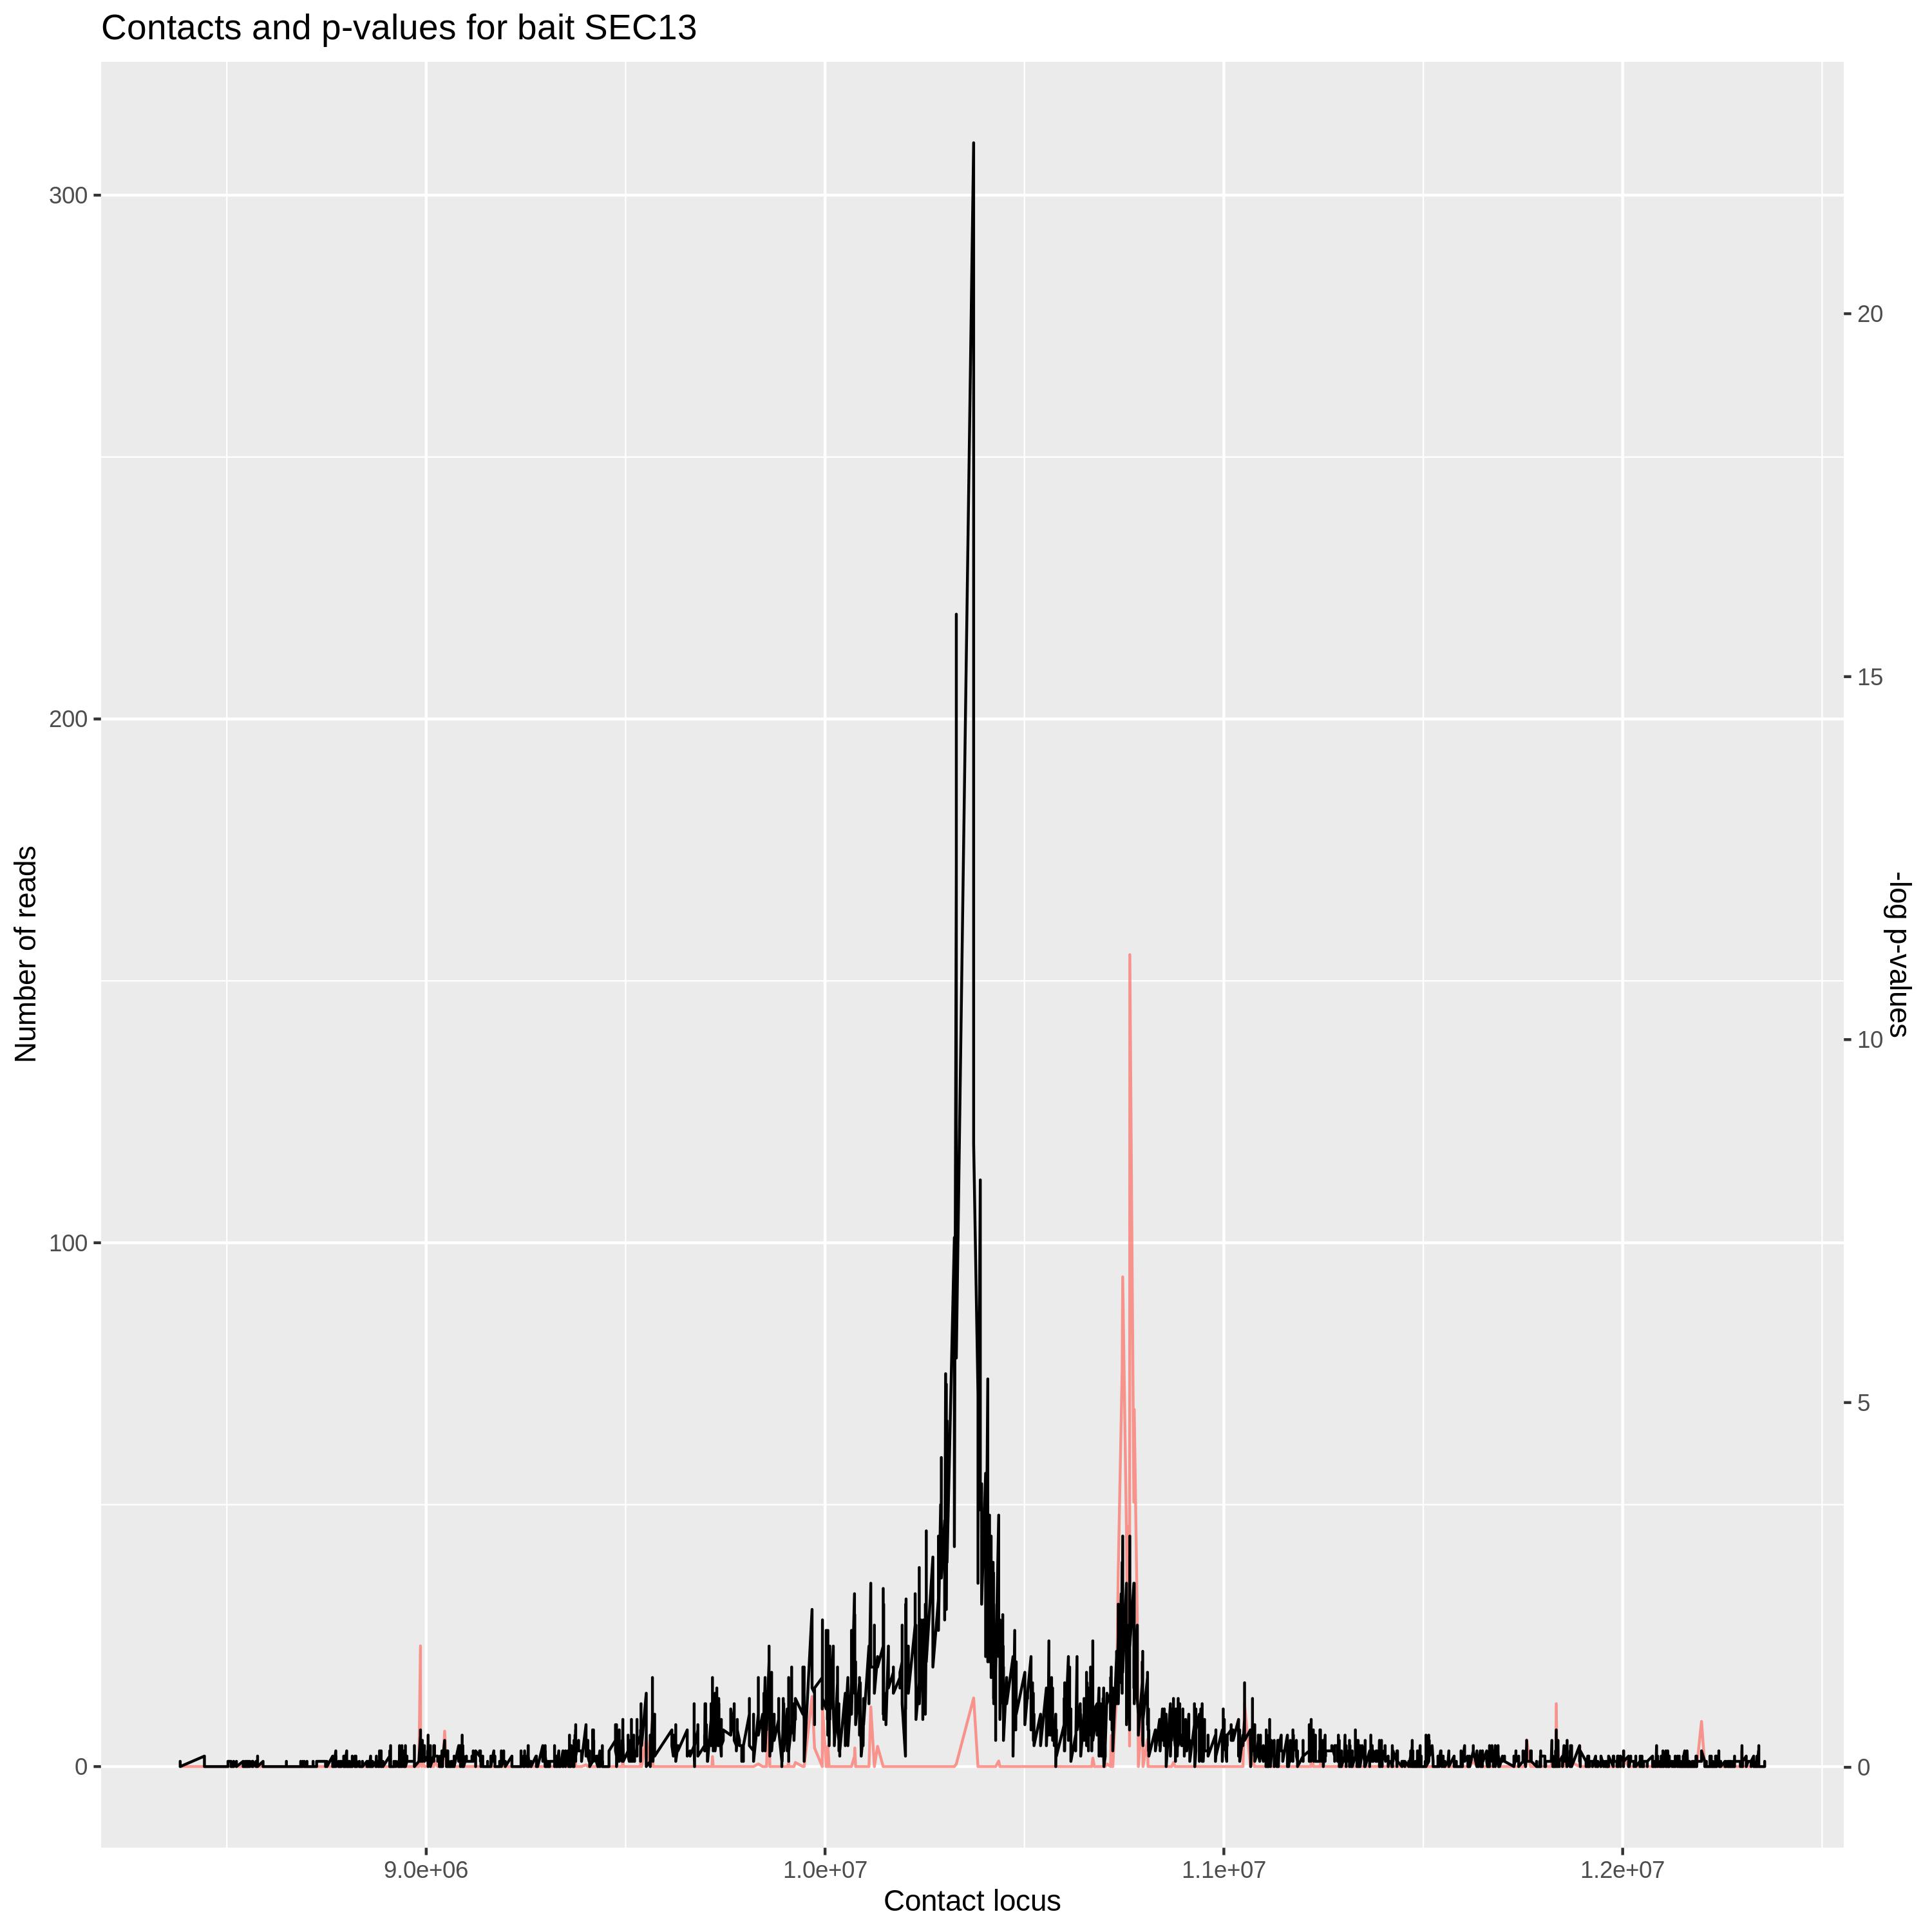 Contacts and p-values for bait SEC13
Number of reads
300
200
100
0
20
15
10
5
0
-log p-values
9.0e+06 1.0e+07 1.1e+07 1.2e+07
Contact locus